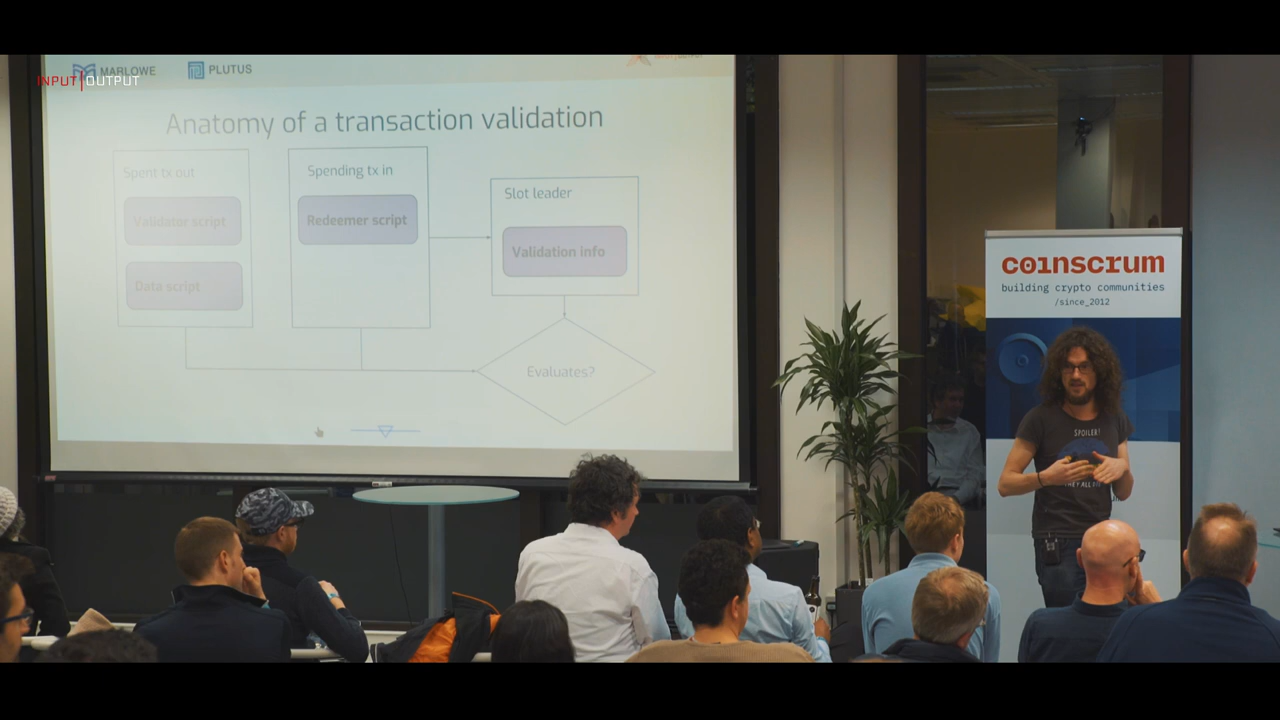 INPUT|OUTPUT
MARLOWE
PLUTUS
Anatomy of a transaction validation
Spent tx out
Validator script
Data script
Spending tx in
Redeemer script
Slot leader
Validation info
Evaluates?
coinscrum
building crypto communities
/since_2012
SPOILER!